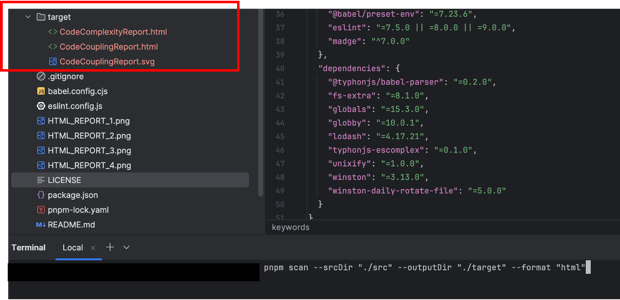 target
CodeComplexityReport.html
CodeCouplingReport.html
CodeCouplingReport.svg
.gitignore
babel.config.cjs
eslint.config.js
HTML_REPORT_1.png
HTML_REPORT_2.png
HTML_REPORT_3.png
HTML_REPORT_4.png
LICENSE
package.json
pnpm-lock.yaml
README.md
36 "@babel/preset-env": "=7.23.6",
37 "eslint": "=7.5.0 || =8.0.0 || =9.0.0",
38 "madge": "^7.0.0"
39 },
40 "dependencies": {
41 "@typhonjs/babel-parser": "=0.2.0",
42 "fs-extra": "=8.1.0",
43 "globals": "=15.3.0",
44 "globby": "=10.0.1",
45 "lodash": "=4.17.21",
46 "typhonjs-escomplex": "=0.1.0",
47 "unixify": "=1.0.0",
48 "winston": "=3.13.0",
49 "winston-daily-rotate-file": "=5.0.0"
50 }
51 }
keywords
Terminal Local
pnpm scan --srcDir "./src" --outputDir "./target" --format "html"